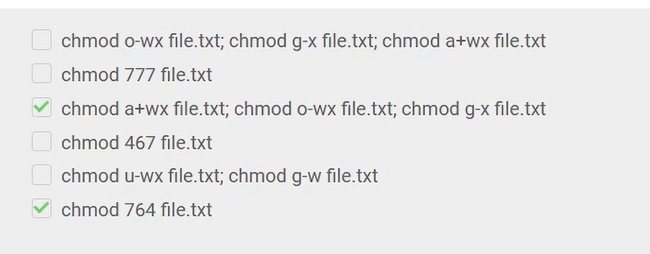 chmod o-wx file.txt; chmod g-x file.txt; chmod a+wx file.txt
chmod 777 file.txt
chmod a+wx file.txt; chmod o-wx file.txt; chmod g-x file.txt
chmod 467 file.txt
chmod u-wx file.txt; chmod g-w file.txt
chmod 764 file.txt